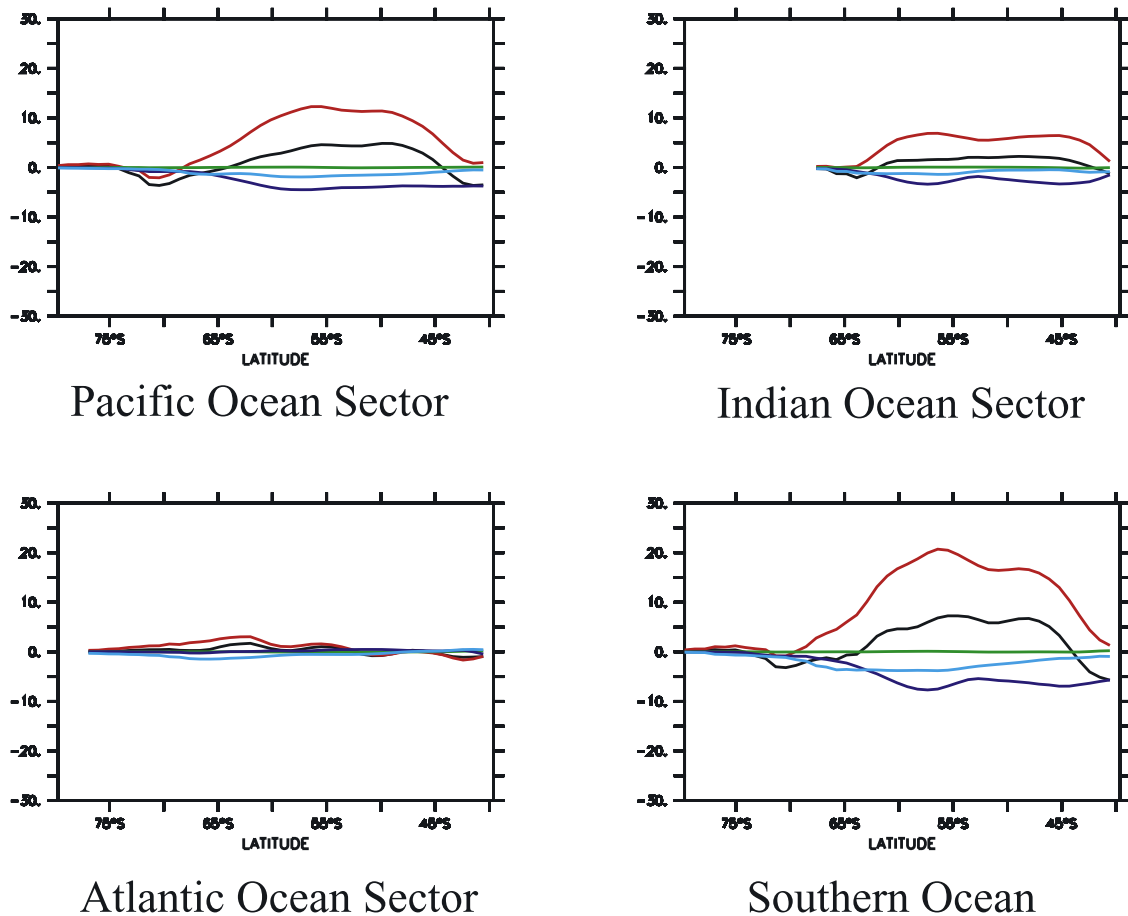 30.
20.
10.
0.
-10.
-20.
-30.
75°S 65°S 55°S 45°S
LATITUDE
Pacific Ocean Sector
30.
20.
10.
0.
-10.
-20.
-30.
75°S 65°S 55°S 45°S
LATITUDE
Indian Ocean Sector
30.
20.
10.
0.
-10.
-20.
-30.
75°S 65°S 55°S 45°S
LATITUDE
Atlantic Ocean Sector
30.
20.
10.
0.
-10.
-20.
-30.
75°S 65°S 55°S 45°S
LATITUDE
Southern Ocean